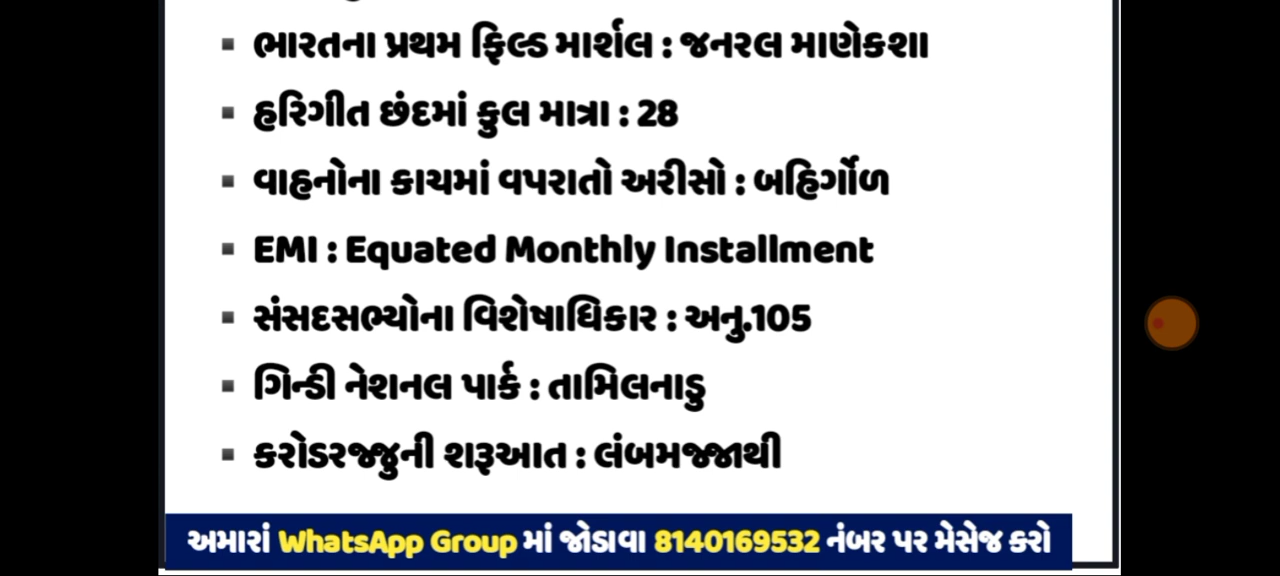 ▪ ભારતના પ્રથમ ફિલ્ડ માર્શલ : જનરલ માણેકશા
▪ હરિગીત છંદમાં કુલ માત્રા : 28
▪ વાહનોના કાચમાં વપરાતો અરીસો : બહિર્ગોળ
▪ EMI : Equated Monthly Installment
▪ સંસદસભ્યોના વિશેષાધિકાર : અનુ.105
▪ ગિન્ડી નેશનલ પાર્ક : તામિલનાડુ
▪ કરોડરજ્જુની શરૂઆત : લંબમજ્જાથી
અમારાં WhatsApp Group માં જોડાવા 8140169532 નંબર પર મેસેજ કરો